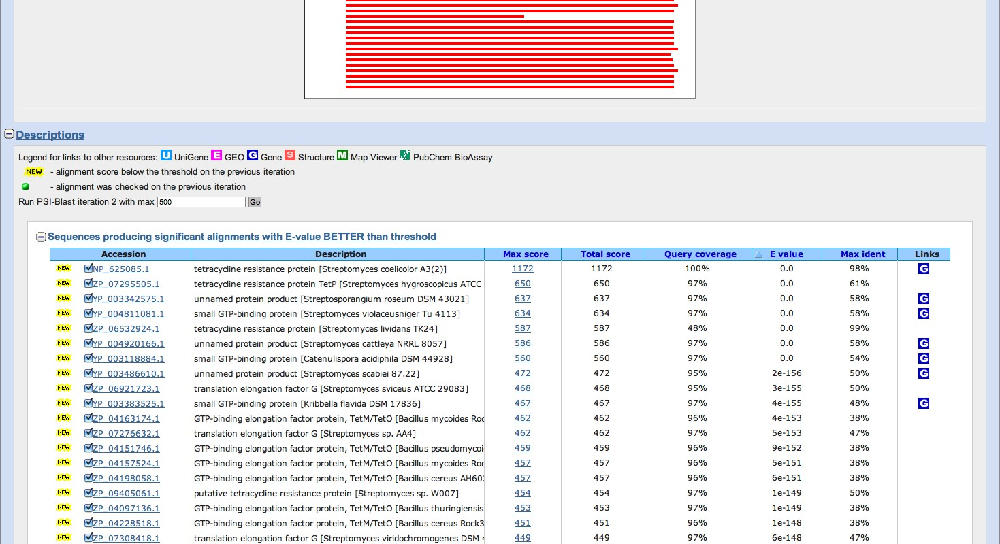 Descriptions
Legend for links to other resources: U UniGene E GEO G Gene S Structure M Map Viewer PubChem BioAssay
NEW - alignment score below the threshold on the previous iteration
- alignment was checked on the previous iteration
Run PSI-Blast iteration 2 with max 500 Go
Sequences producing significant alignments with E-value BETTER than threshold
Accession Description Max score Total score Query coverage E value Max ident Links
NEW NP_625085.1 tetracycline resistance protein [Streptomyces coelicolor A3(2)] 1172 1172 100% 0.0 98% G
NEW ZP_07295505.1 tetracycline resistance protein TetP [Streptomyces hygroscopicus ATCC 650 650 97% 0.0 61%
NEW YP_003342575.1 unnamed protein product [Streptosporangium roseum DSM 43021] 637 637 97% 0.0 58% G
NEW YP_004811081.1 small GTP-binding protein [Streptomyces violaceusniger Tu 4113] 634 634 97% 0.0 58% G
NEW ZP_06532924.1 tetracycline resistance protein [Streptomyces lividans TK24] 587 587 48% 0.0 99%
NEW YP_004920166.1 unnamed protein product [Streptomyces cattleya NRRL 8057] 586 586 97% 0.0 58% G
NEW YP_003118884.1 small GTP-binding protein [Catenulispora acidiphila DSM 44928] 560 560 97% 0.0 54% G
NEW YP_003486610.1 unnamed protein product [Streptomyces scabiei 87.22] 472 472 95% 2e-156 50% G
NEW ZP_06921723.1 translation elongation factor G [Streptomyces sviceus ATCC 29083] 468 468 95% 3e-155 50%
NEW YP_003383525.1 small GTP-binding protein [Kribbella flavida DSM 17836] 467 467 97% 4e-155 48% G
NEW ZP_04163174.1 GTP-binding elongation factor protein, TetM/TetO [Bacillus mycoides Roc 462 462 96% 4e-153 38%
NEW ZP_07276632.1 translation elongation factor G [Streptomyces sp. AA4] 462 462 97% 5e-153 47%
NEW ZP_04151746.1 GTP-binding elongation factor protein, TetM/TetO [Bacillus pseudomycoi 459 459 96% 9e-152 38%
NEW ZP_04157524.1 GTP-binding elongation factor protein, TetM/TetO [Bacillus mycoides Roc 457 457 96% 5e-151 38%
NEW ZP_04198058.1 GTP-binding elongation factor protein, TetM/TetO [Bacillus cereus AH603 457 457 96% 6e-151 38%
NEW ZP_09405061.1 putative tetracycline resistance protein [Streptomyces sp. W007] 454 454 97% 1e-149 50%
NEW ZP_04097136.1 GTP-binding elongation factor protein, TetM/TetO [Bacillus thuringiensis 453 453 97% 1e-149 38%
NEW ZP_04228518.1 GTP-binding elongation factor protein, TetM/TetO [Bacillus cereus Rock3 451 451 96% 1e-148 38%
NEW ZP_07308418.1 translation elongation factor G [Streptomyces viridochromogenes DSM 4 449 449 97% 6e-148 47%